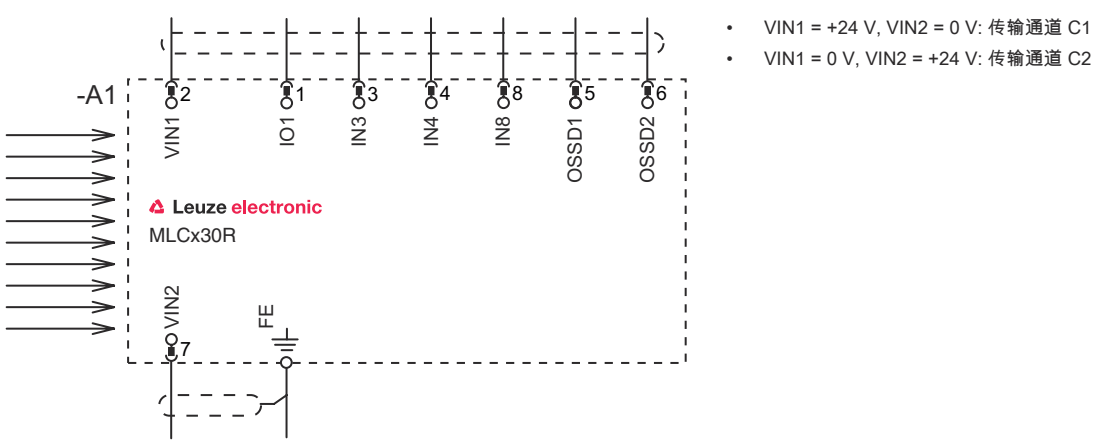 • VIN1 = +24 V, VIN2 = 0 V: 传输通道 C1
• VIN1 = 0 V, VIN2 = +24 V: 传输通道 C2
-A1
2 1 3 4 8 5 6
VIN1 IO1 IN3 IN4 IN8 OSSD1 OSSD2
Leuze electronic
MLCx30R
VIN2 FE
7